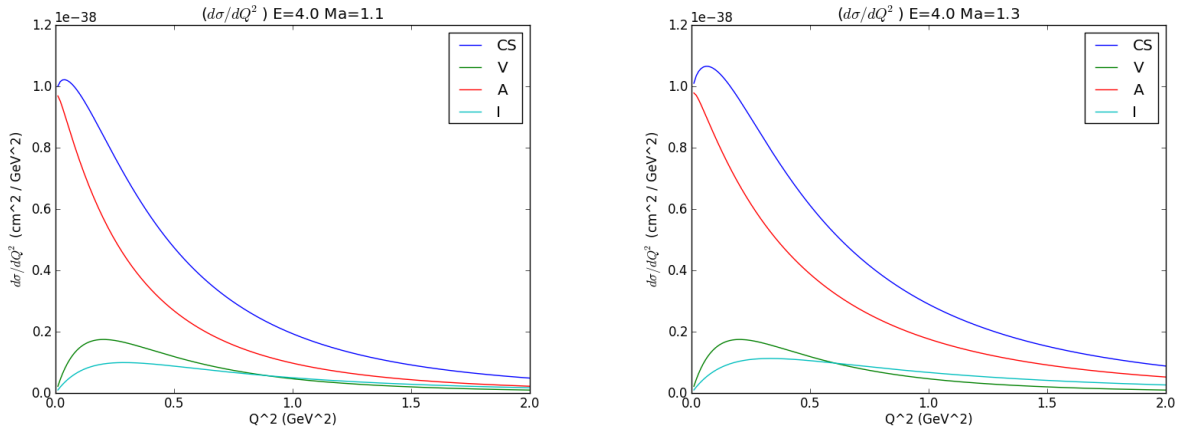 1e−38
(dσ/dQ² ) E=4.0 Ma=1.1
1.2
1.0
0.8
0.6
0.4
0.2
0.0
dσ/dQ² (cm^2 / GeV^2)
CS
V
A
I
0.0 0.5 1.0 1.5 2.0
Q^2 (GeV^2)
1e−38
(dσ/dQ² ) E=4.0 Ma=1.3
1.2
1.0
0.8
0.6
0.4
0.2
0.0
dσ/dQ² (cm^2 / GeV^2)
CS
V
A
I
0.0 0.5 1.0 1.5 2.0
Q^2 (GeV^2)